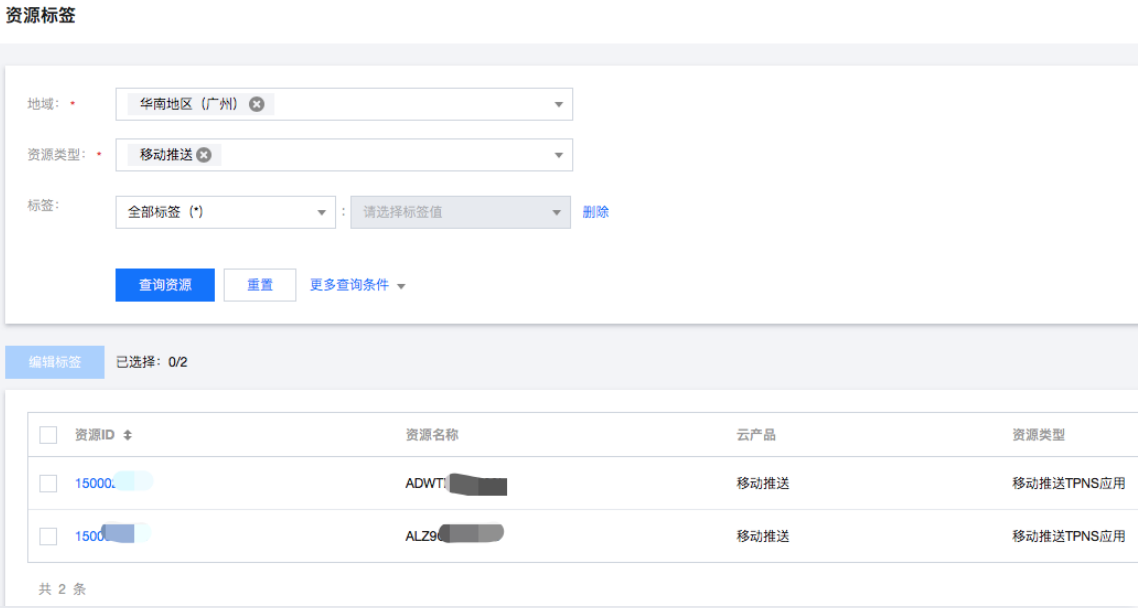 资源标签
地域： * 华南地区（广州）
资源类型： * 移动推送
标签： 全部标签（*） : 请选择标签值 删除
查询资源 重置 更多查询条件
编辑标签 已选择：0/2
资源ID 资源名称 云产品 资源类型
移动推送 移动推送TPNS应用
移动推送 移动推送TPNS应用
共 2 条